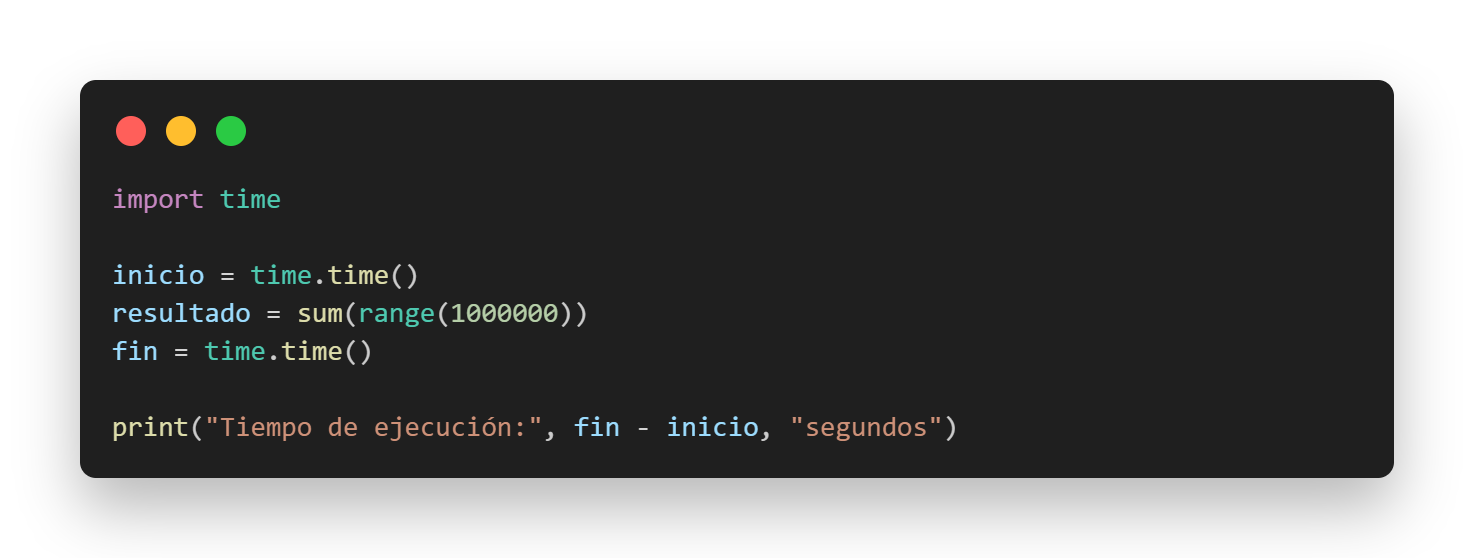 import time
inicio = time.time()
resultado = sum(range(1000000))
fin = time.time()
print("Tiempo de ejecución:", fin - inicio, "segundos")